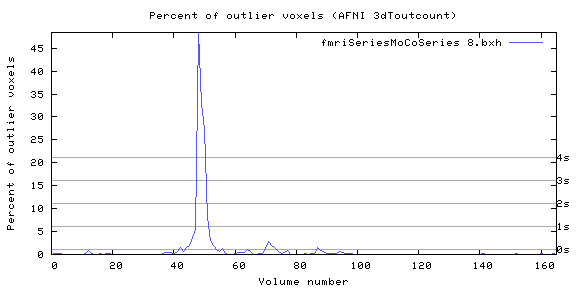 Percent of outlier voxels (AFNI 3dToutcount)
fmriSeriesMoCoSeries 8.bxh
Percent of outlier voxels
45
40
35
30
25
20
15
10
5
0
4s
3s
2s
1s
0s
0 20 40 60 80 100 120 140 160
Volume number